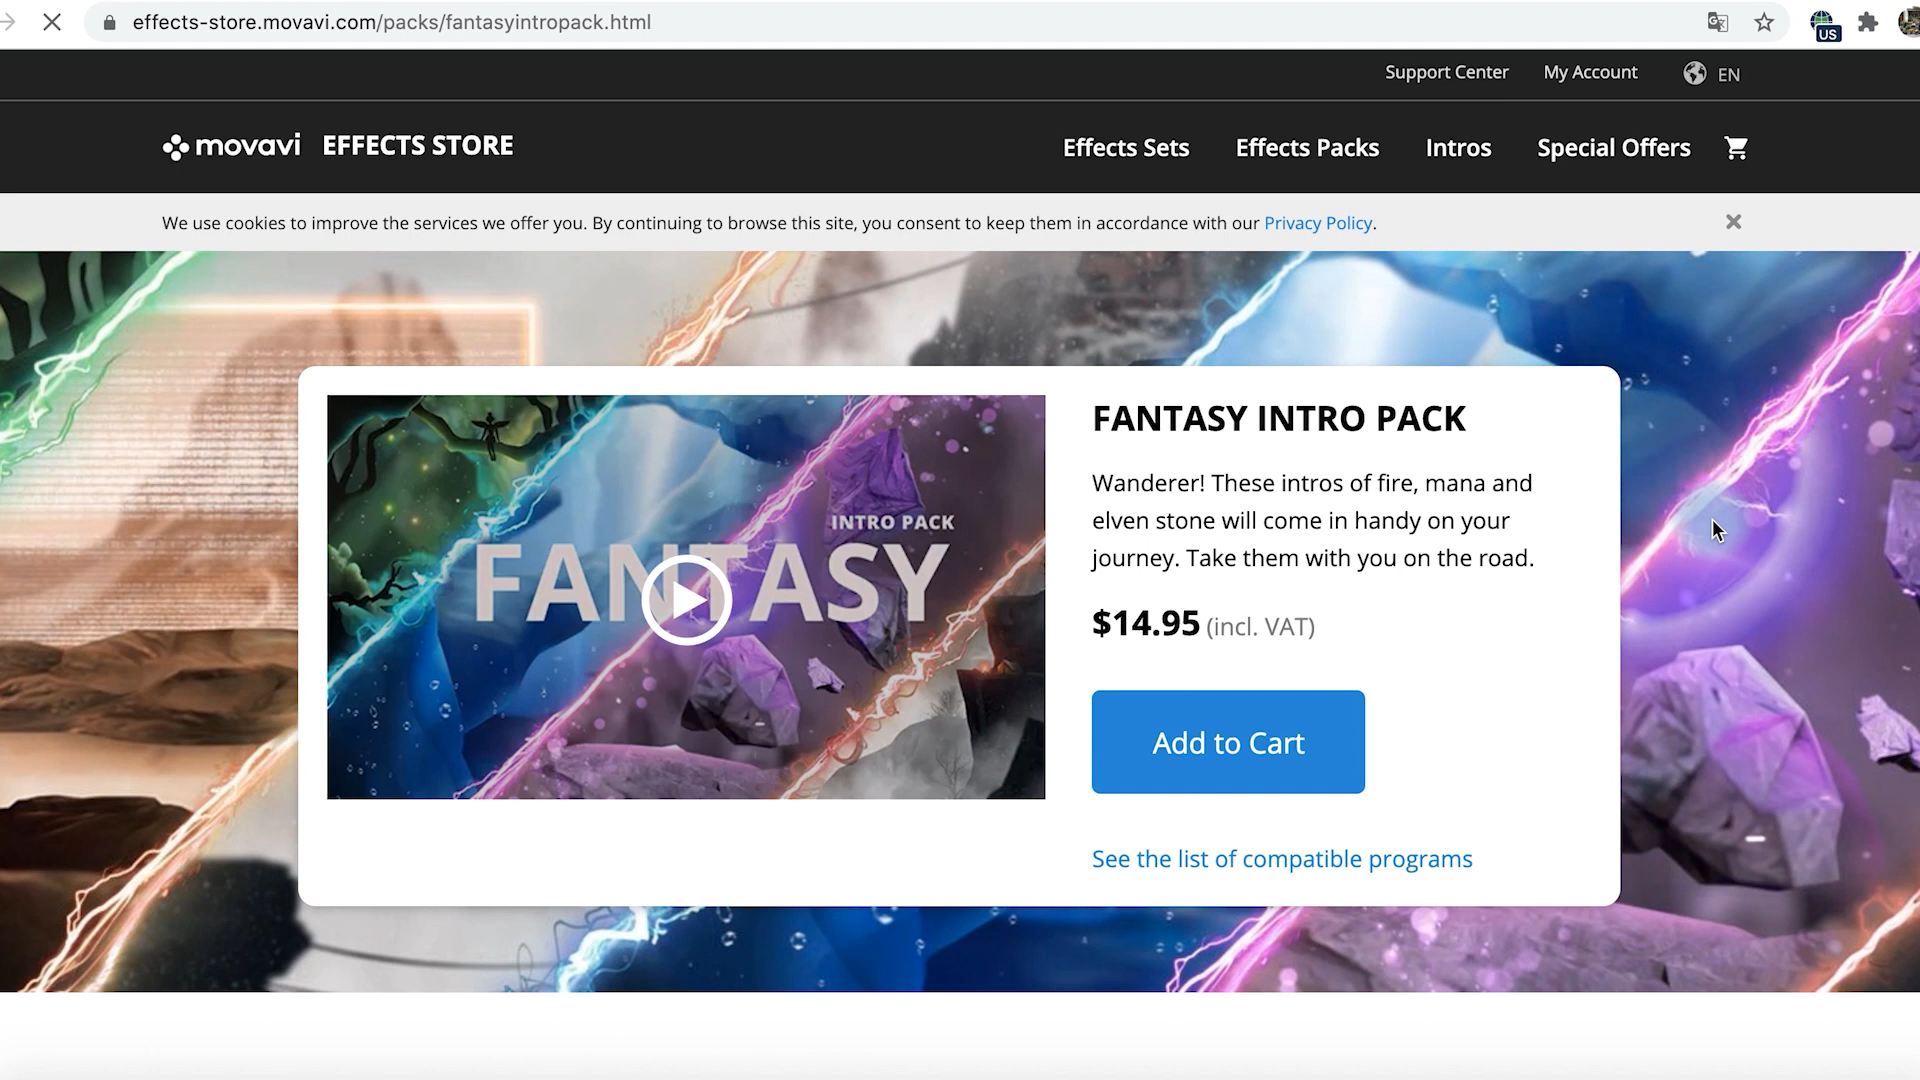 effects-store.movavi.com/packs/fantasyintropack.html
US
Support Center
My Account
EN
movavi EFFECTS STORE
Effects Sets
Effects Packs
Intros
Special Offers
We use cookies to improve the services we offer you. By continuing to browse this site, you consent to keep them in accordance with our Privacy Policy.
INTRO PACK
FANTASY
FANTASY INTRO PACK
Wanderer! These intros of fire, mana and
elven stone will come in handy on your
journey. Take them with you on the road.
$14.95 (incl. VAT)
Add to Cart
See the list of compatible programs